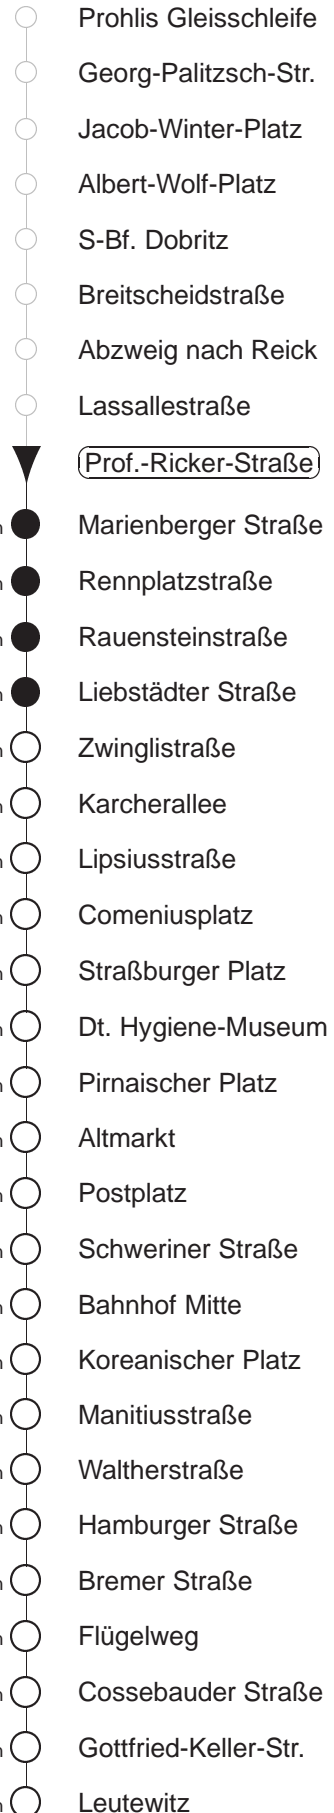 Prohlis Gleisschleife
Georg-Palitzsch-Str.
Jacob-Winter-Platz
Albert-Wolf-Platz
S-Bf. Dobritz
Breitscheidstraße
Abzweig nach Reick
Lassallestraße
Prof.-Ricker-Straße
Marienberger Straße
Rennplatzstraße
Rauensteinstraße
Liebstädter Straße
Zwinglistraße
Karcherallee
Lipsiusstraße
Comeniusplatz
Straßburger Platz
Dt. Hygiene-Museum
Pirnaischer Platz
Altmarkt
Postplatz
Schweriner Straße
Bahnhof Mitte
Koreanischer Platz
Manitiusstraße
Waltherstraße
Hamburger Straße
Bremer Straße
Flügelweg
Cossebauder Straße
Gottfried-Keller-Str.
Leutewitz